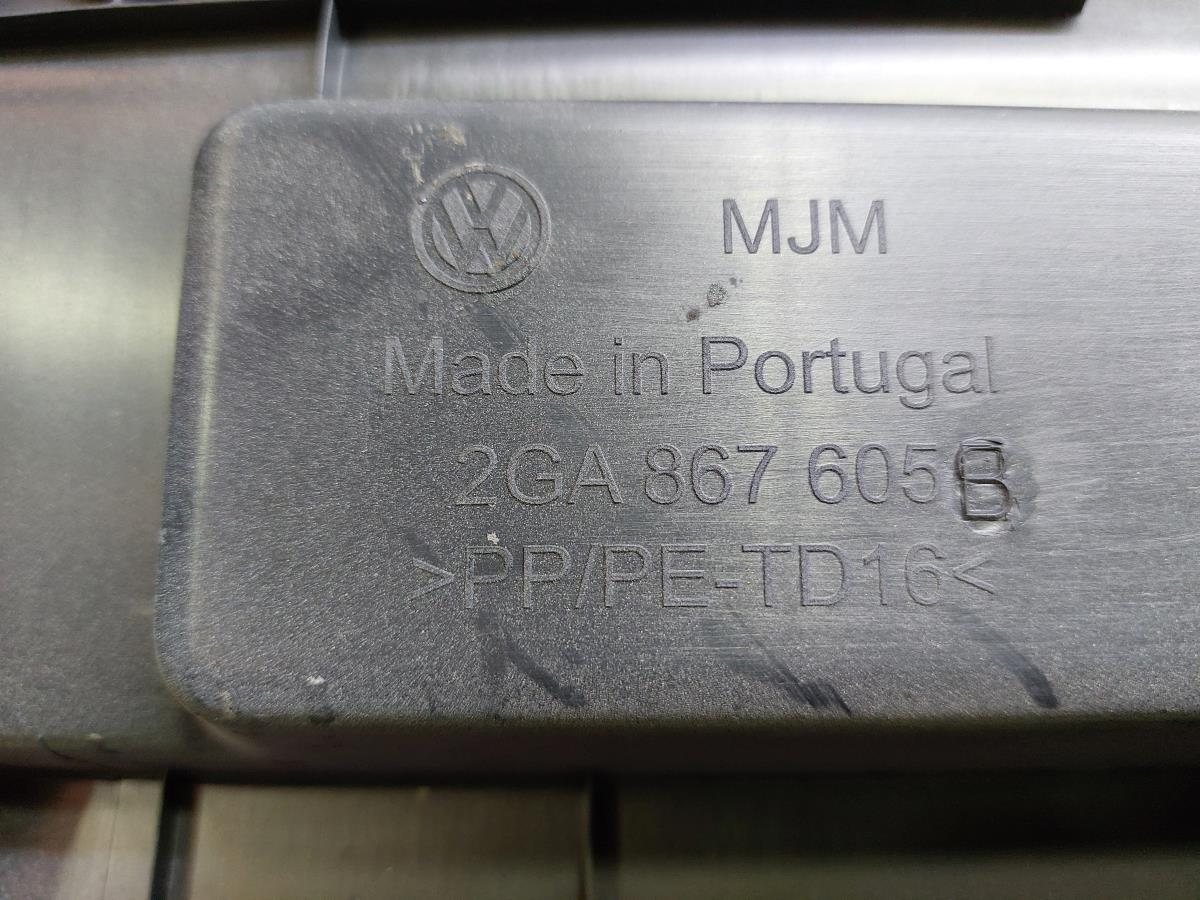 MJM
Made in Portugal
2GA 867 605 B
>PP/PE-TD16<